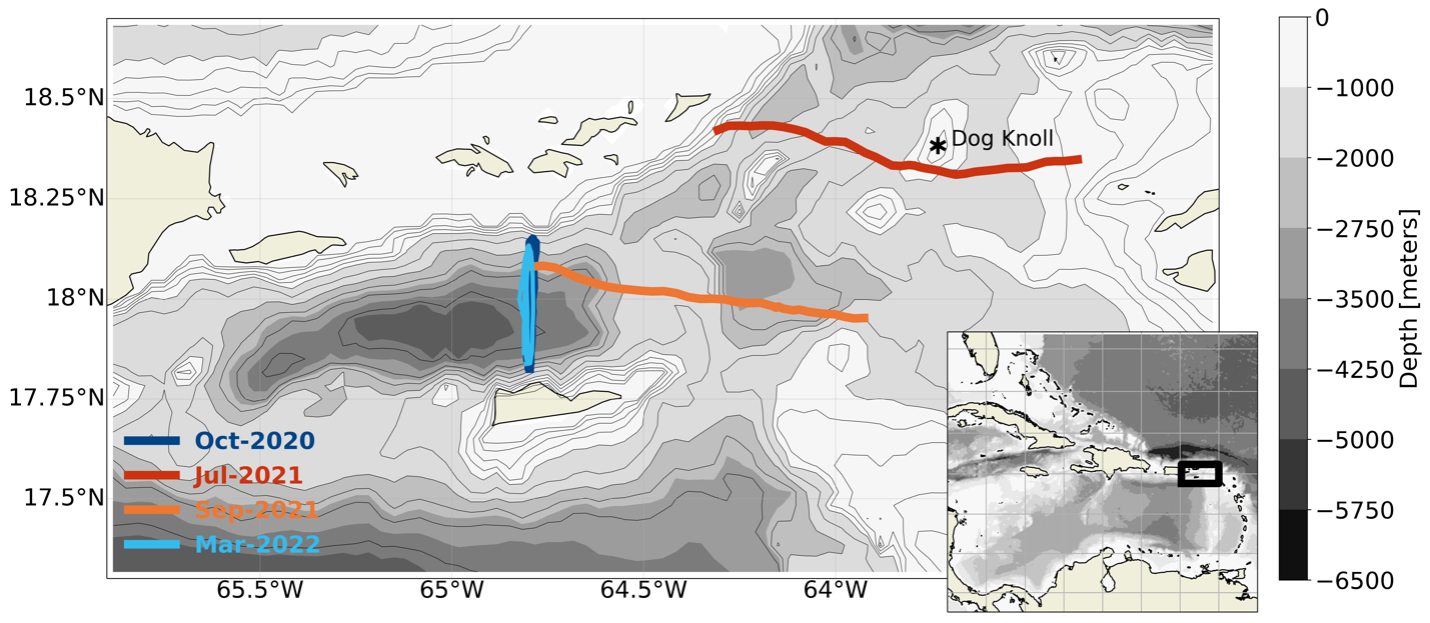 18.5°N
18.25°N
18°N
17.75°N
17.5°N
65.5°W
65°W
64.5°W
64°W
Dog Knoll
Oct-2020
Jul-2021
Sep-2021
Mar-2022
0
−1000
−2000
−2750
−3500
−4250
−5000
−5750
−6500
Depth [meters]